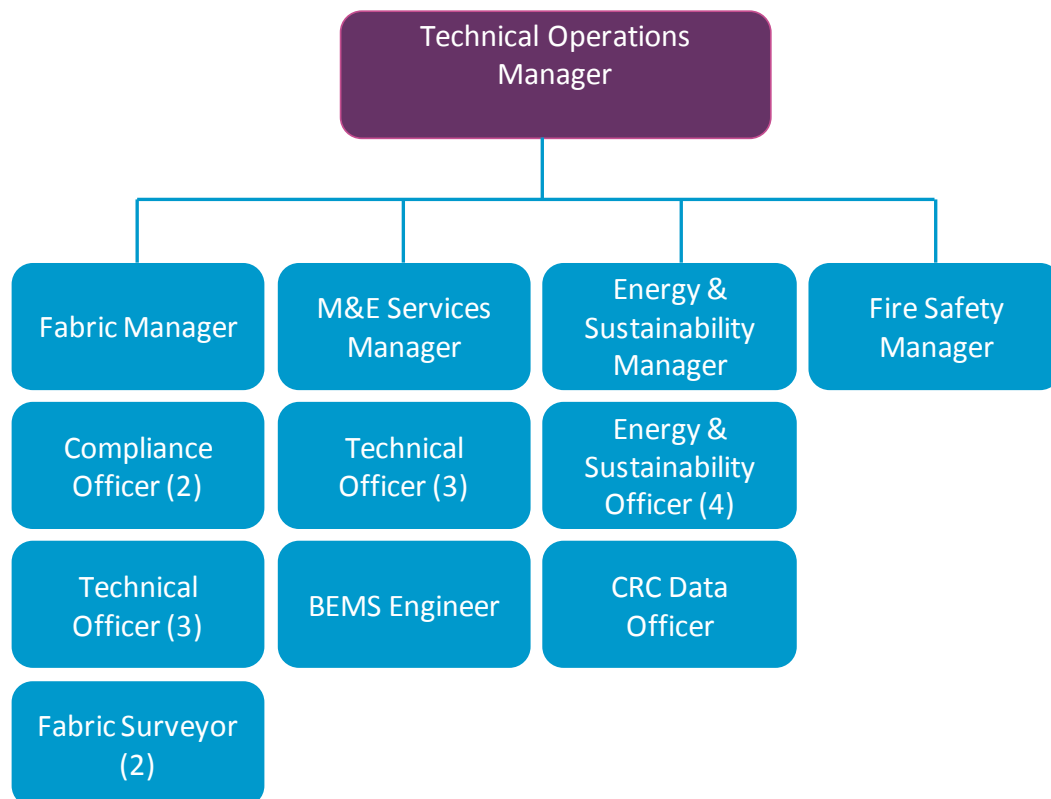 Technical Operations
Manager
Fabric Manager
M&E Services
Manager
Energy &
Sustainability
Manager
Fire Safety
Manager
Compliance
Officer (2)
Technical
Officer (3)
Energy &
Sustainability
Officer (4)
Technical
Officer (3)
BEMS Engineer
CRC Data
Officer
Fabric Surveyor
(2)